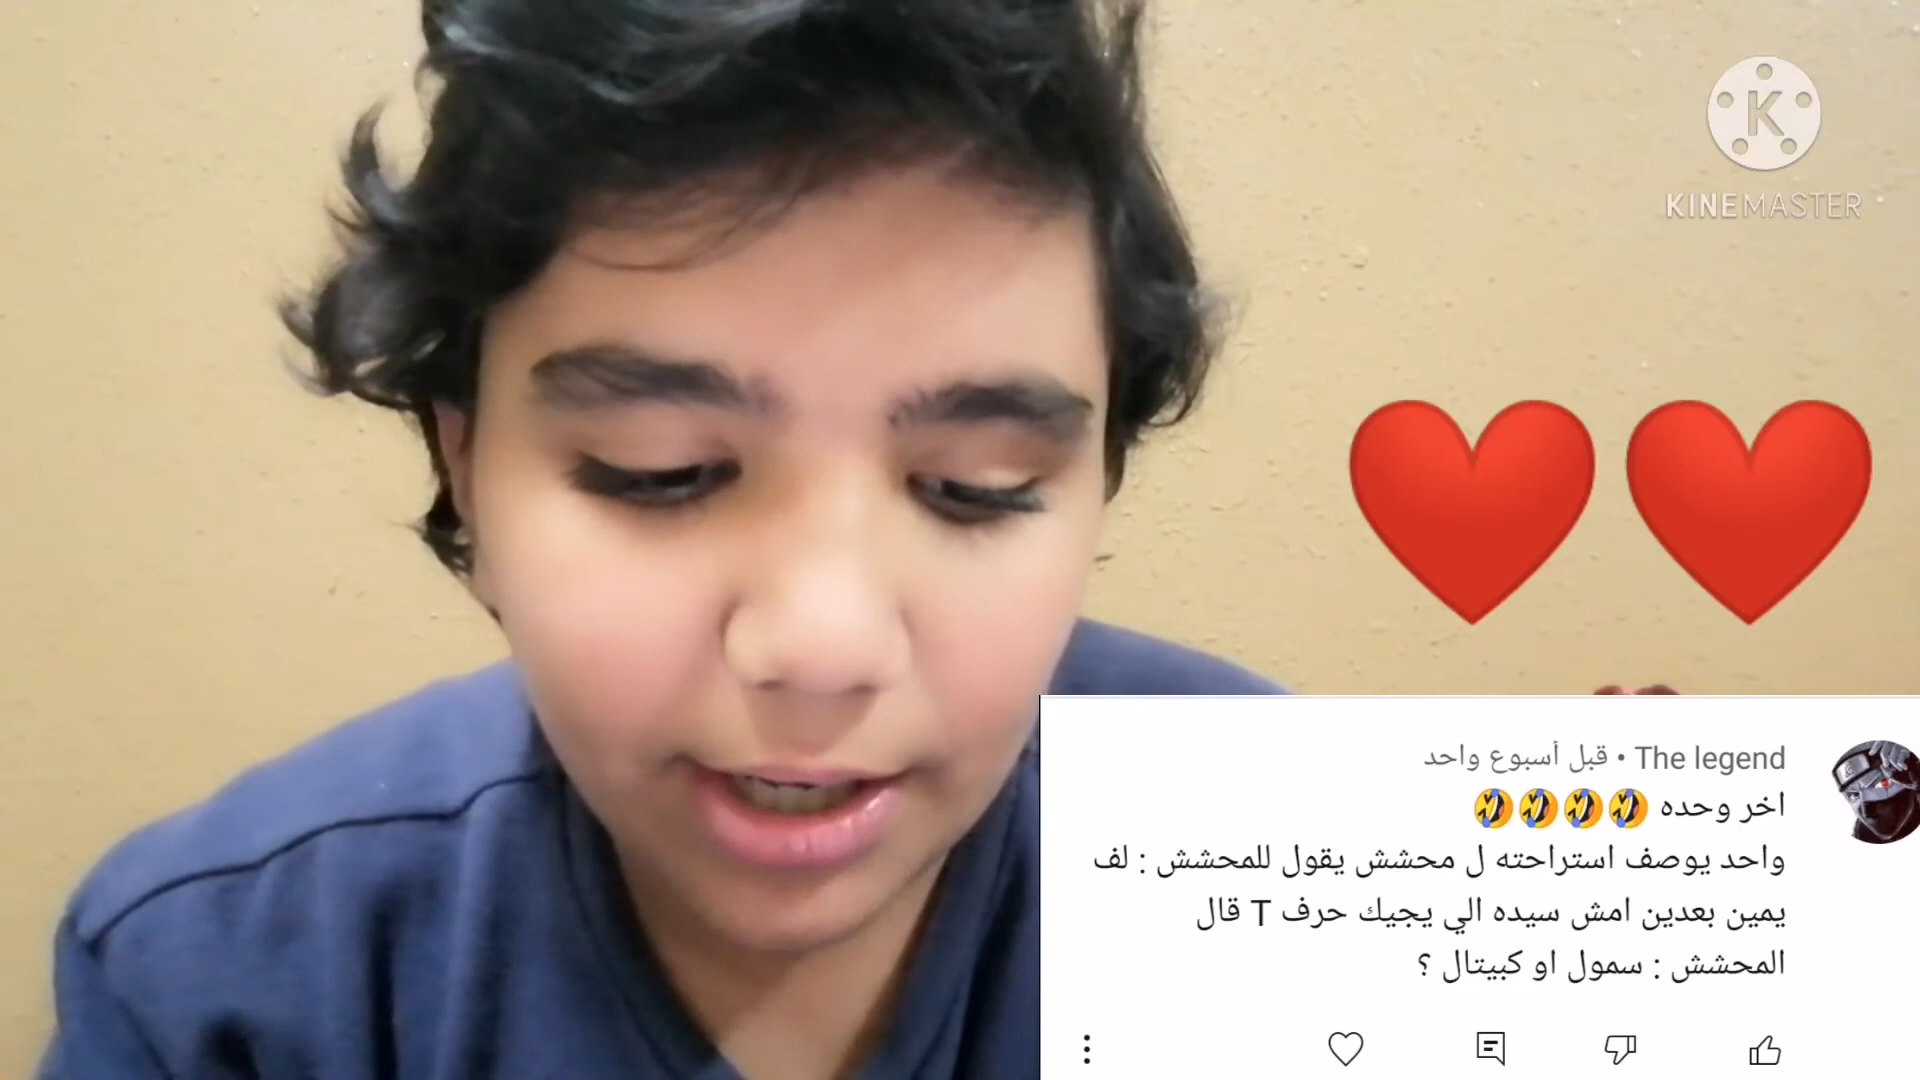 KINEMASTER
The legend • قبل أسبوع واحد
اخر وحده 🤣🤣🤣🤣
واحد يوصف استراحته ل محشش يقول للمحشش : لف
يمين بعدين امش سيده الي يجيك حرف T قال
المحشش : سمول او كبيتال ؟